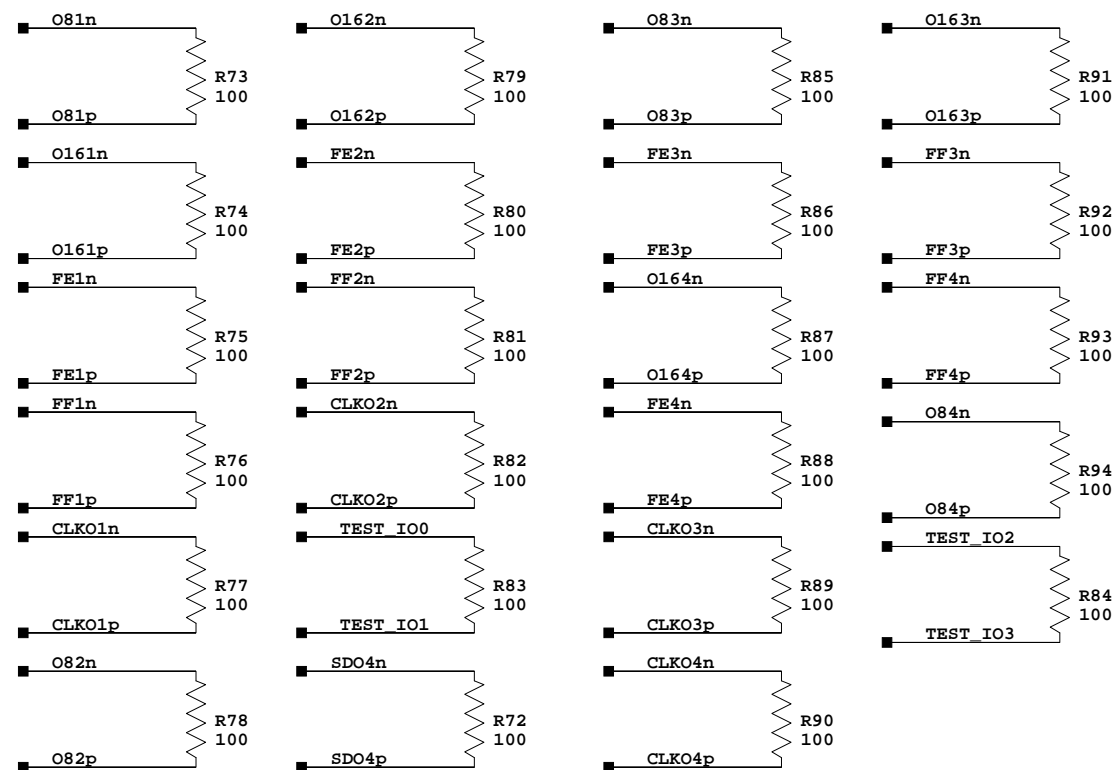 O81n
R73
100
O81p
O161n
R74
100
O161p
FE1n
R75
100
FE1p
FF1n
R76
100
FF1p
CLKO1n
R77
100
CLKO1p
O82n
R78
100
O82p
O162n
R79
100
O162p
FE2n
R80
100
FE2p
FF2n
R81
100
FF2p
CLKO2n
R82
100
CLKO2p
TEST_IO0
R83
100
TEST_IO1
SDO4n
R72
100
SDO4p
O83n
R85
100
O83p
FE3n
R86
100
FE3p
O164n
R87
100
O164p
FE4n
R88
100
FE4p
CLKO3n
R89
100
CLKO3p
CLKO4n
R90
100
CLKO4p
O163n
R91
100
O163p
FF3n
R92
100
FF3p
FF4n
R93
100
FF4p
O84n
R94
100
O84p
TEST_IO2
R84
100
TEST_IO3